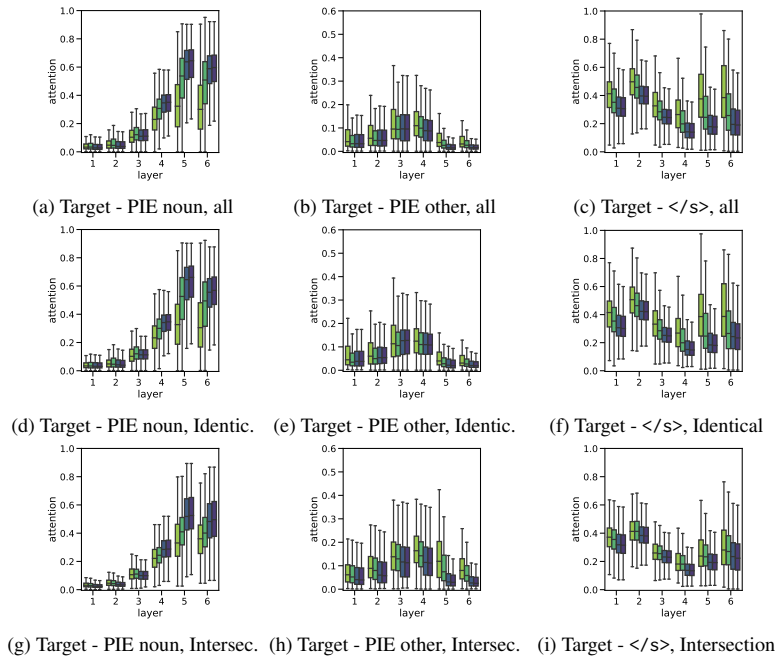 1.0
0.8
0.6
0.4
0.2
0.0
attention
1 2 3 4 5 6
layer
0.6
0.5
0.4
0.3
0.2
0.1
0.0
attention
1 2 3 4 5 6
layer
1.0
0.8
0.6
0.4
0.2
0.0
attention
1 2 3 4 5 6
layer
(a) Target - PIE noun, all
(b) Target - PIE other, all
(c) Target - </s>, all
1.0
0.8
0.6
0.4
0.2
0.0
attention
1 2 3 4 5 6
layer
0.6
0.5
0.4
0.3
0.2
0.1
0.0
attention
1 2 3 4 5 6
layer
1.0
0.8
0.6
0.4
0.2
0.0
attention
1 2 3 4 5 6
layer
(d) Target - PIE noun, Identic.
(e) Target - PIE other, Identic.
(f) Target - </s>, Identical
1.0
0.8
0.6
0.4
0.2
0.0
attention
1 2 3 4 5 6
layer
0.6
0.5
0.4
0.3
0.2
0.1
0.0
attention
1 2 3 4 5 6
layer
1.0
0.8
0.6
0.4
0.2
0.0
attention
1 2 3 4 5 6
layer
(g) Target - PIE noun, Intersec.
(h) Target - PIE other, Intersec.
(i) Target - </s>, Intersection